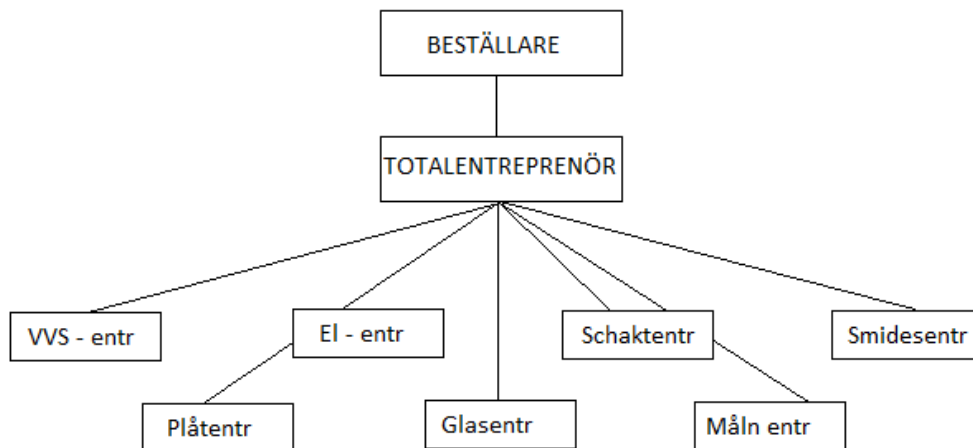 BESTÄLLARE
TOTALENTREPRENÖR
VVS - entr
El - entr
Schaktentr
Smidesentr
Plåtentr
Glasentr
Måln entr